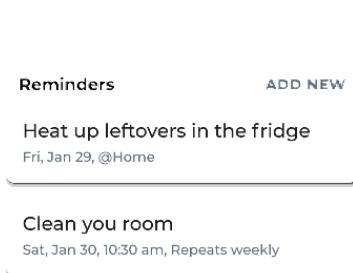 Reminders ADD NEW
Heat up leftovers in the fridge
Fri, Jan 29, @Home
Clean you room
Sat, Jan 30, 10:30 am, Repeats weekly